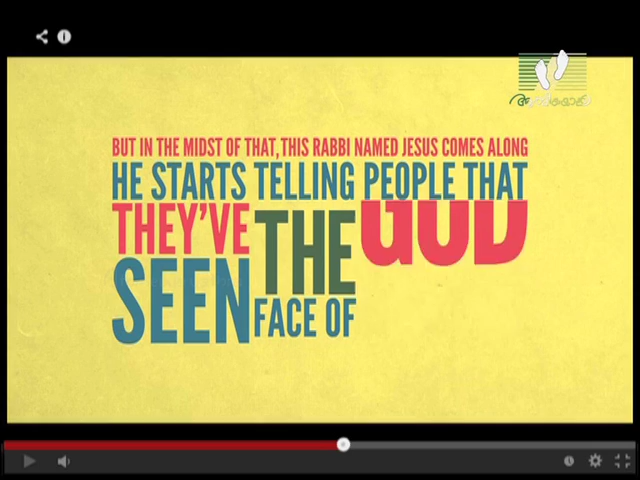 BUT IN THE MIDST OF THAT, THIS RABBI NAMED JESUS COMES ALONG
HE STARTS TELLING PEOPLE THAT
THEY'VE
SEEN
THE
FACE OF
GOD